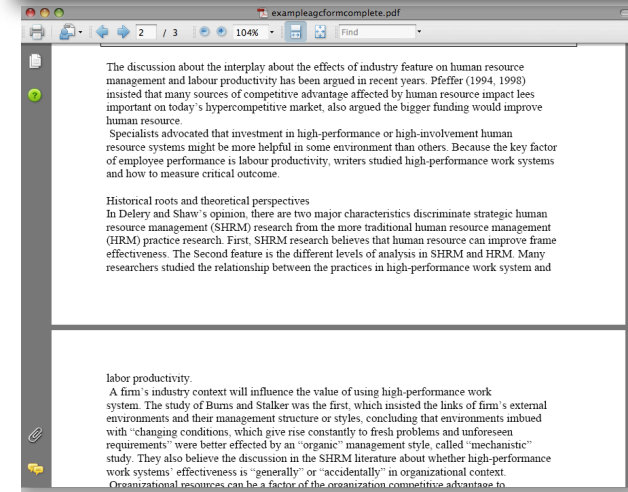 exampleagcformcomplete.pdf
2 / 3 104% Find
The discussion about the interplay about the effects of industry feature on human resource
management and labour productivity has been argued in recent years. Pfeffer (1994, 1998)
insisted that many sources of competitive advantage affected by human resource impact lees
important on today's hypercompetitive market, also argued the bigger funding would improve
human resource.
Specialists advocated that investment in high-performance or high-involvement human
resource systems might be more helpful in some environment than others. Because the key factor
of employee performance is labour productivity, writers studied high-performance work systems
and how to measure critical outcome.
Historical roots and theoretical perspectives
In Delery and Shaw's opinion, there are two major characteristics discriminate strategic human
resource management (SHRM) research from the more traditional human resource management
(HRM) practice research. First, SHRM research believes that human resource can improve frame
effectiveness. The Second feature is the different levels of analysis in SHRM and HRM. Many
researchers studied the relationship between the practices in high-performance work system and
labor productivity.
A firm's industry context will influence the value of using high-performance work
system. The study of Burns and Stalker was the first, which insisted the links of firm's external
environments and their management structure or styles, concluding that environments imbued
with “changing conditions, which give rise constantly to fresh problems and unforeseen
requirements” were better effected by an “organic” management style, called “mechanistic”
study. They also believe the discussion in the SHRM literature about whether high-performance
work systems' effectiveness is “generally” or “accidentally” in organizational context.
Organizational resources can be a factor of the organization competitive advantage to